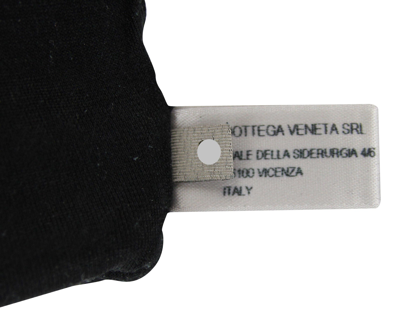 OTTEGA VENETA SRL
ALE DELLA SIDERURGIA 4/6
100 VICENZA
ITALY